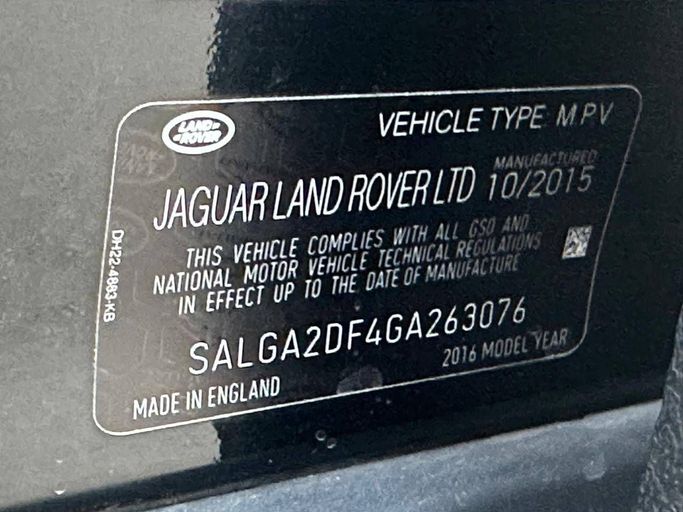 LAND ROVER
VEHICLE TYPE M.P.V
MANUFACTURED
JAGUAR LAND ROVER LTD 10/2015
THIS VEHICLE COMPLIES WITH ALL GSO AND
NATIONAL MOTOR VEHICLE TECHNICAL REGULATIONS
IN EFFECT UP TO THE DATE OF MANUFACTURE
DH22-4883-KB
SALGA2DF4GA263076
2016 MODEL YEAR
MADE IN ENGLAND